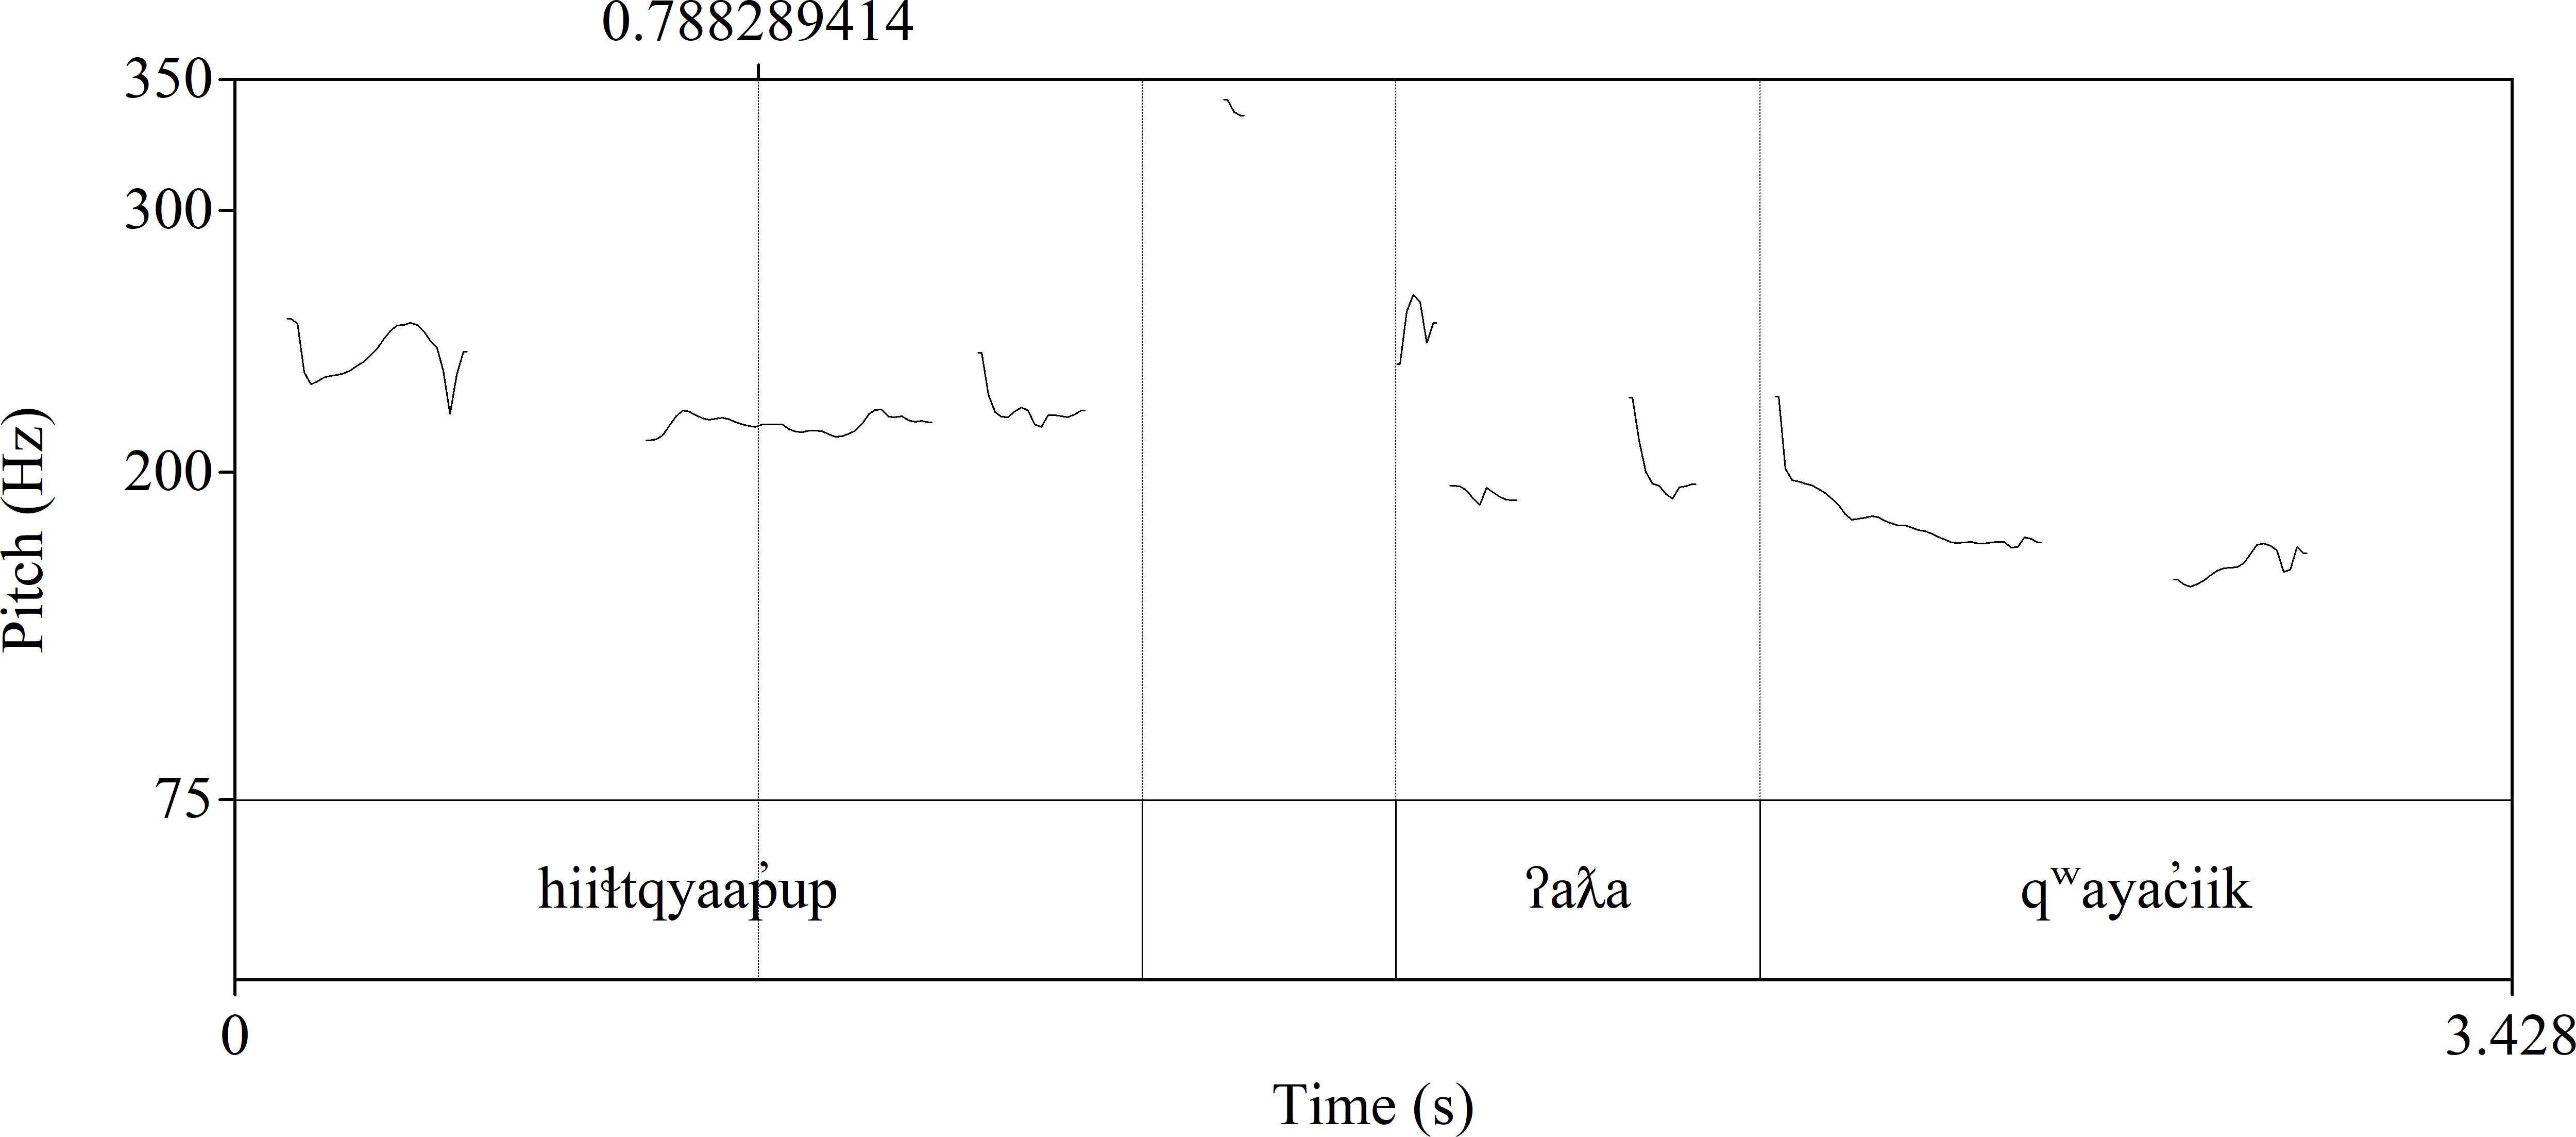 0.788289414
350
300
200
75
Pitch (Hz)
hiiɬtqyaap̓up ʔaƛa qʷayac̓iik
0 3.428
Time (s)